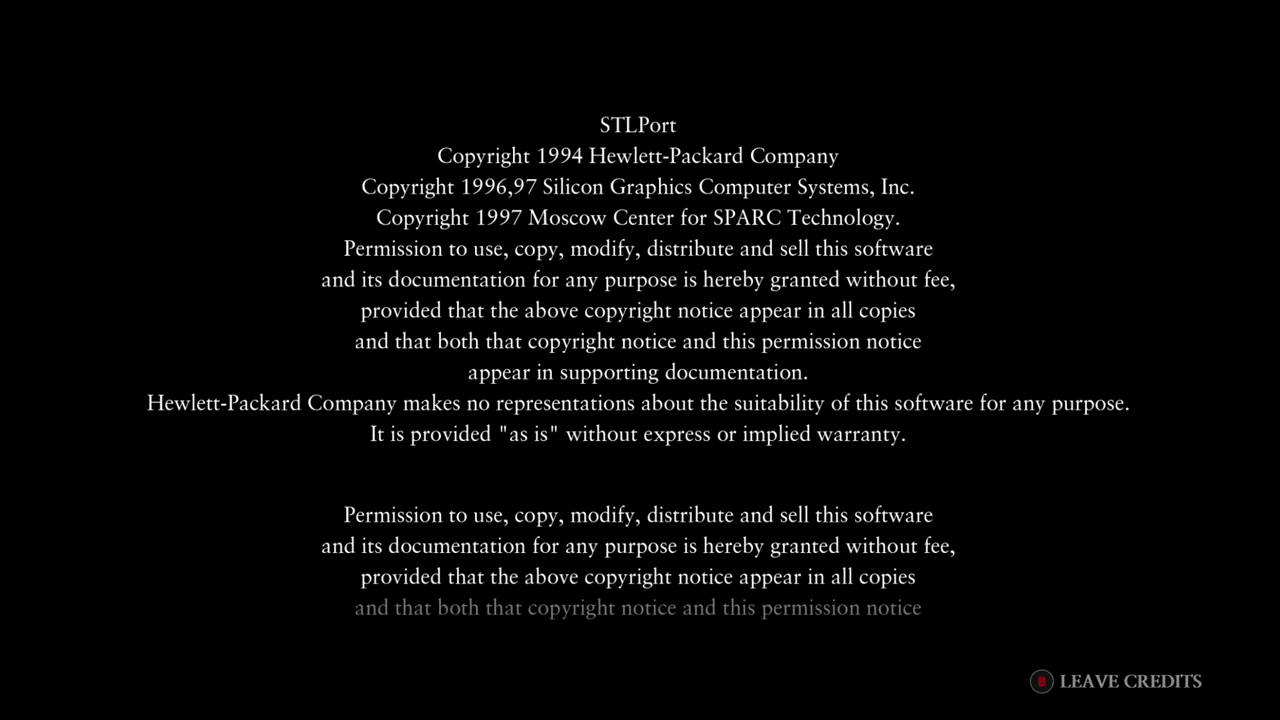 STLPort
Copyright 1994 Hewlett-Packard Company
Copyright 1996,97 Silicon Graphics Computer Systems, Inc.
Copyright 1997 Moscow Center for SPARC Technology.
Permission to use, copy, modify, distribute and sell this software
and its documentation for any purpose is hereby granted without fee,
provided that the above copyright notice appear in all copies
and that both that copyright notice and this permission notice
appear in supporting documentation.
Hewlett-Packard Company makes no representations about the suitability of this software for any purpose.
It is provided "as is" without express or implied warranty.
Permission to use, copy, modify, distribute and sell this software
and its documentation for any purpose is hereby granted without fee,
provided that the above copyright notice appear in all copies
and that both that copyright notice and this permission notice
B LEAVE CREDITS